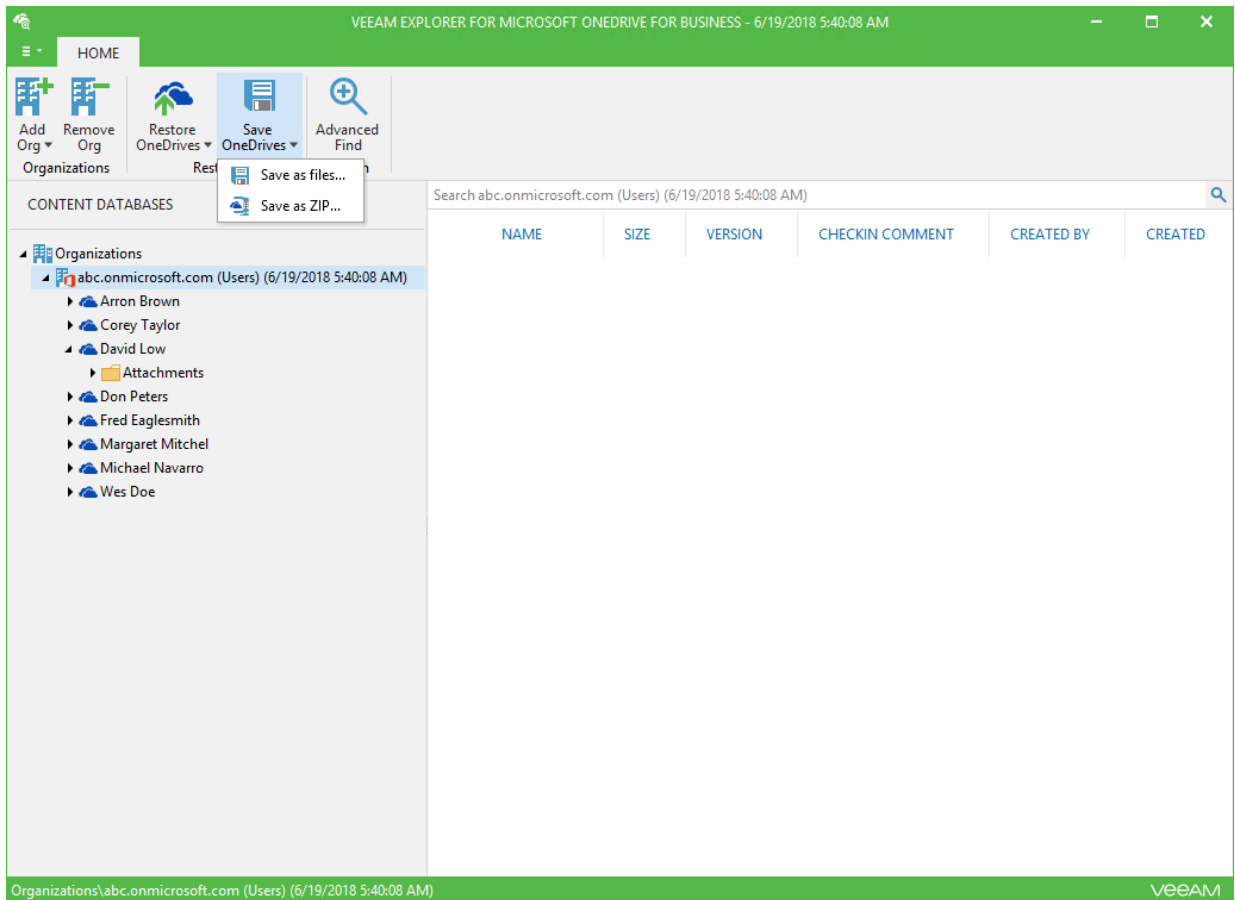 VEEAM EXPLORER FOR MICROSOFT ONEDRIVE FOR BUSINESS - 6/19/2018 5:40:08 AM
HOME
Add Org
Remove Org
Restore OneDrives
Save OneDrives
Advanced Find
Organizations
Rest
Save as files...
Save as ZIP...
CONTENT DATABASES
Search abc.onmicrosoft.com (Users) (6/19/2018 5:40:08 AM)
NAME SIZE VERSION CHECKIN COMMENT CREATED BY CREATED
Organizations
abc.onmicrosoft.com (Users) (6/19/2018 5:40:08 AM)
Arron Brown
Corey Taylor
David Low
Attachments
Don Peters
Fred Eaglesmith
Margaret Mitchel
Michael Navarro
Wes Doe
Organizations\abc.onmicrosoft.com (Users) (6/19/2018 5:40:08 AM)
veeam